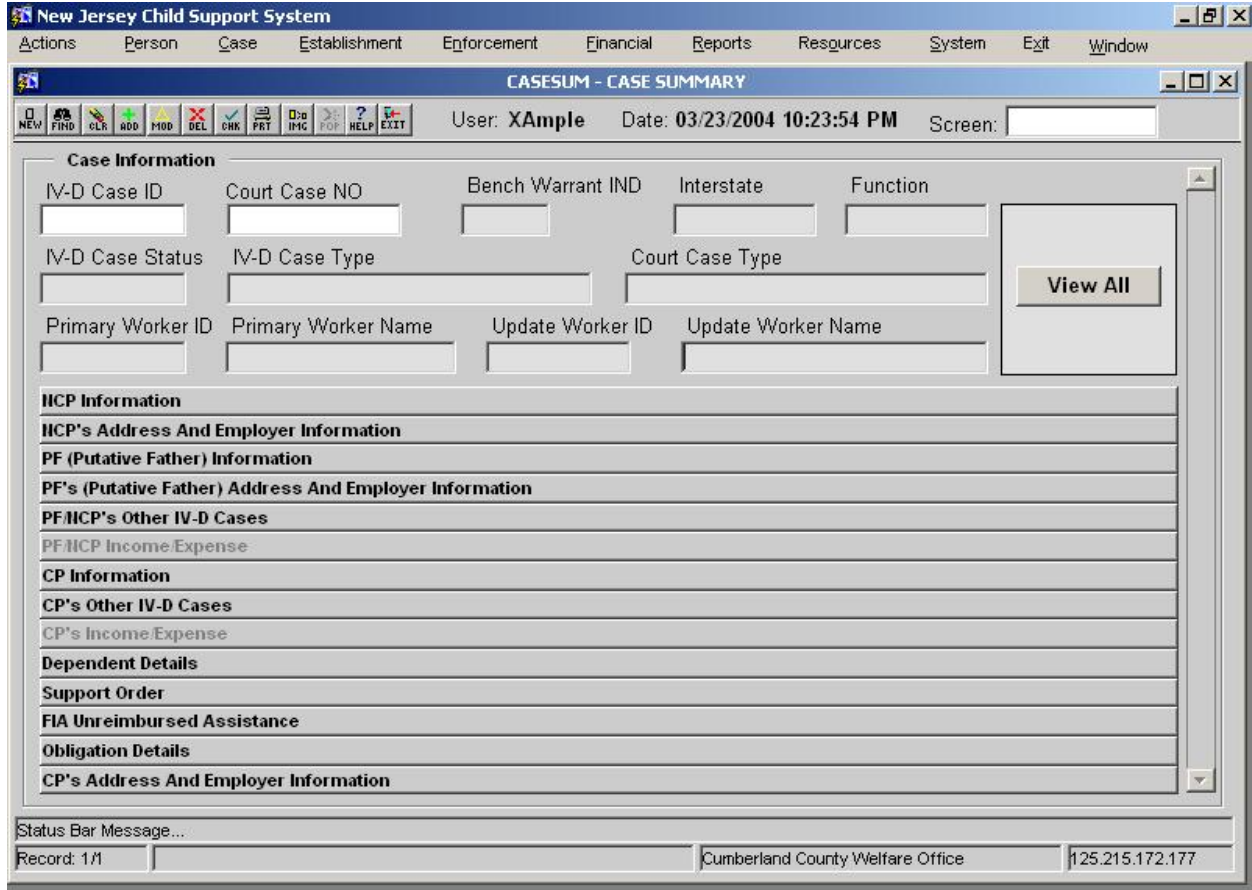 New Jersey Child Support System
Actions Person Case Establishment Enforcement Financial Reports Resources System Exit Window
CASESUM - CASE SUMMARY
NEW FIND CLR ADD MOD DEL CHK PRT IMG POP HELP EXIT User: XAmple Date: 03/23/2004 10:23:54 PM Screen:
Case Information
IV-D Case ID Court Case NO Bench Warrant IND Interstate Function
IV-D Case Status IV-D Case Type Court Case Type
View All
Primary Worker ID Primary Worker Name Update Worker ID Update Worker Name
NCP Information
NCP's Address And Employer Information
PF (Putative Father) Information
PF's (Putative Father) Address And Employer Information
PF/NCP's Other IV-D Cases
PF/NCP Income/Expense
CP Information
CP's Other IV-D Cases
CP's Income/Expense
Dependent Details
Support Order
FIA Unreimbursed Assistance
Obligation Details
CP's Address And Employer Information
Status Bar Message...
Record: 1/1 Cumberland County Welfare Office 125.215.172.177